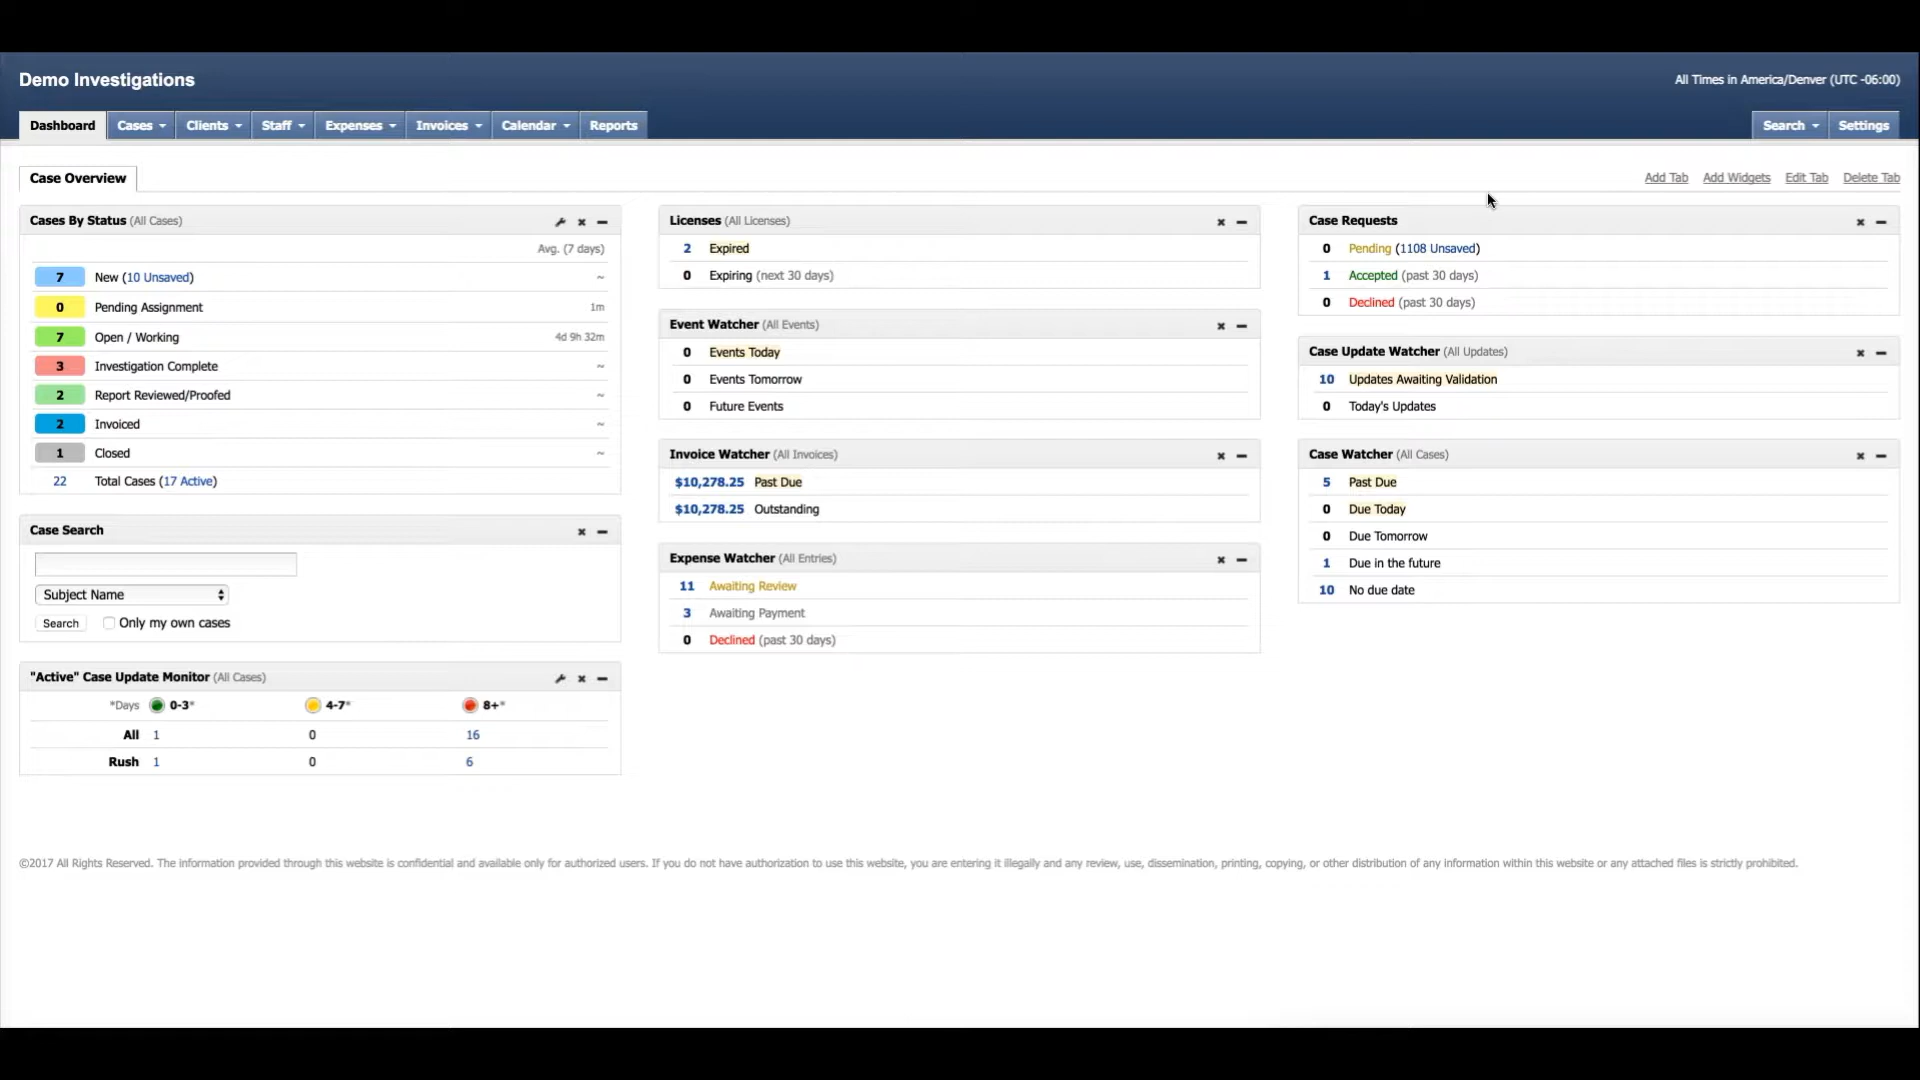 Demo Investigations
All Times in America/Denver (UTC -06:00)
Dashboard Cases Clients Staff Expenses Invoices Calendar Reports Search Settings
Case Overview
Add Tab Add Widgets Edit Tab Delete Tab
Cases By Status (All Cases)
Avg. (7 days)
7 New (10 Unsaved) ~
0 Pending Assignment 1m
7 Open / Working 4d 9h 32m
3 Investigation Complete ~
2 Report Reviewed/Proofed ~
2 Invoiced ~
1 Closed ~
22 Total Cases (17 Active)
Case Search
Subject Name
Search Only my own cases
"Active" Case Update Monitor (All Cases)
*Days 0-3* 4-7* 8+*
All 1 0 16
Rush 1 0 6
Licenses (All Licenses)
2 Expired
0 Expiring (next 30 days)
Event Watcher (All Events)
0 Events Today
0 Events Tomorrow
0 Future Events
Invoice Watcher (All Invoices)
$10,278.25 Past Due
$10,278.25 Outstanding
Expense Watcher (All Entries)
11 Awaiting Review
3 Awaiting Payment
0 Declined (past 30 days)
Case Requests
0 Pending (1108 Unsaved)
1 Accepted (past 30 days)
0 Declined (past 30 days)
Case Update Watcher (All Updates)
10 Updates Awaiting Validation
0 Today's Updates
Case Watcher (All Cases)
5 Past Due
0 Due Today
0 Due Tomorrow
1 Due in the future
10 No due date
©2017 All Rights Reserved. The information provided through this website is confidential and available only for authorized users. If you do not have authorization to use this website, you are entering it illegally and any review, use, dissemination, printing, copying, or other distribution of any information within this website or any attached files is strictly prohibited.